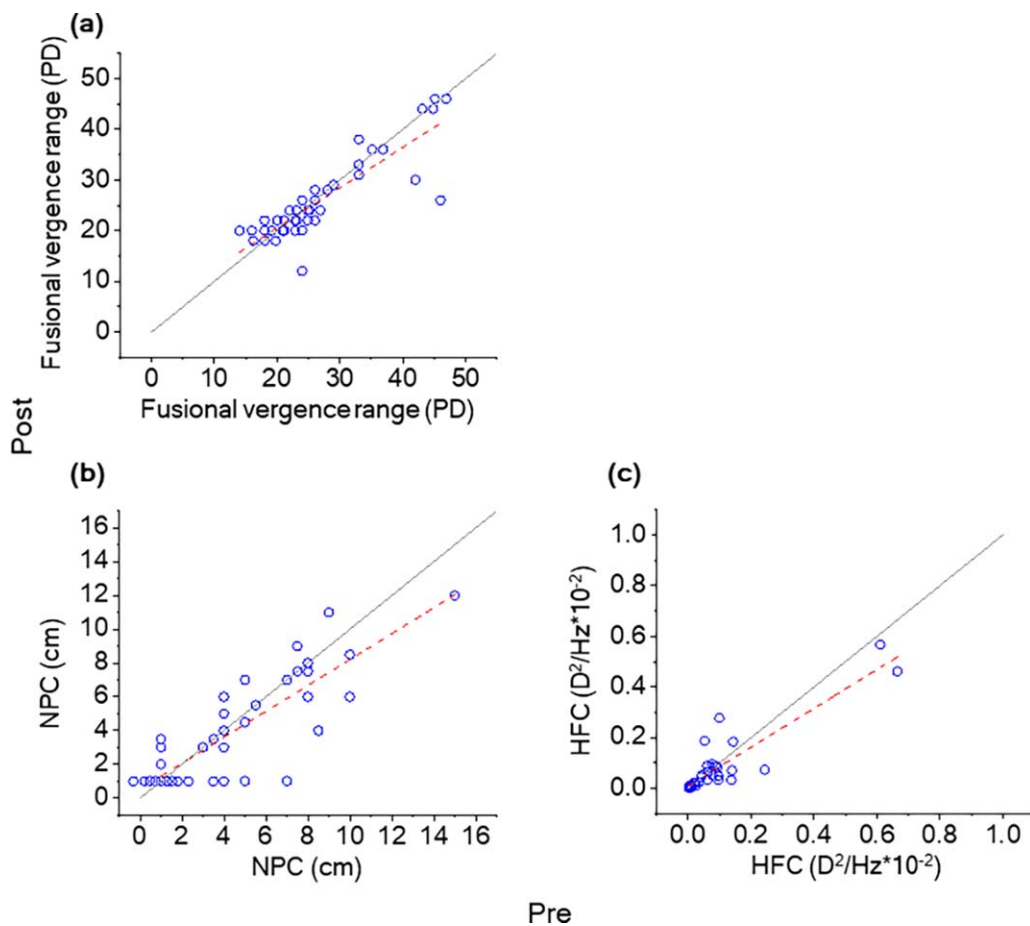 (a)
Fusional vergence range (PD)
50
40
30
20
10
0
0 10 20 30 40 50
Fusional vergence range (PD)
Post
(b)
NPC (cm)
16
14
12
10
8
6
4
2
0
0 2 4 6 8 10 12 14 16
NPC (cm)
(c)
HFC (D²/Hz*10⁻²)
1.0
0.8
0.6
0.4
0.2
0.0
0.0 0.2 0.4 0.6 0.8 1.0
HFC (D²/Hz*10⁻²)
Pre